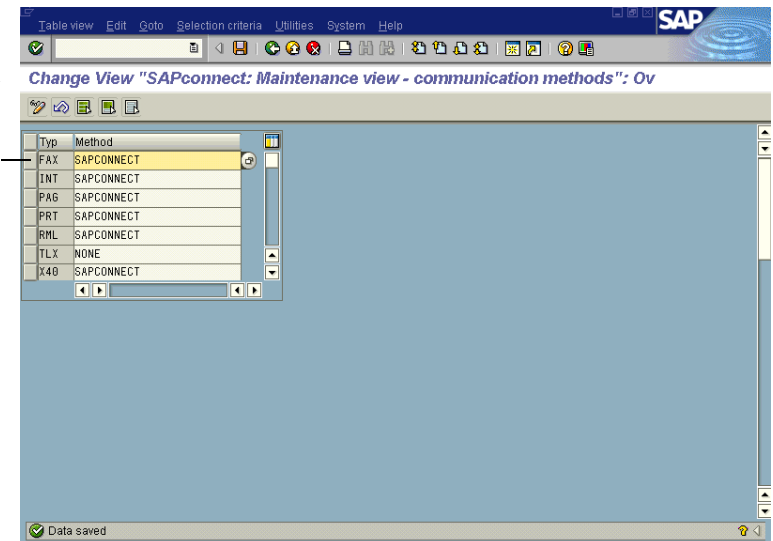 Table view Edit Goto Selection criteria Utilities System Help
SAP
Change View "SAPconnect: Maintenance view - communication methods": Ov
Typ Method
FAX SAPCONNECT
INT SAPCONNECT
PAG SAPCONNECT
PRT SAPCONNECT
RML SAPCONNECT
TLX NONE
X40 SAPCONNECT
Data saved